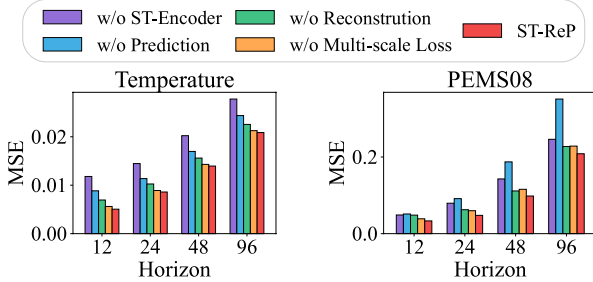 w/o ST-Encoder w/o Reconstrution ST-ReP
w/o Prediction w/o Multi-scale Loss
Temperature PEMS08
MSE MSE
0.02
0.01
0.00
0.2
0.0
12 24 48 96 12 24 48 96
Horizon Horizon